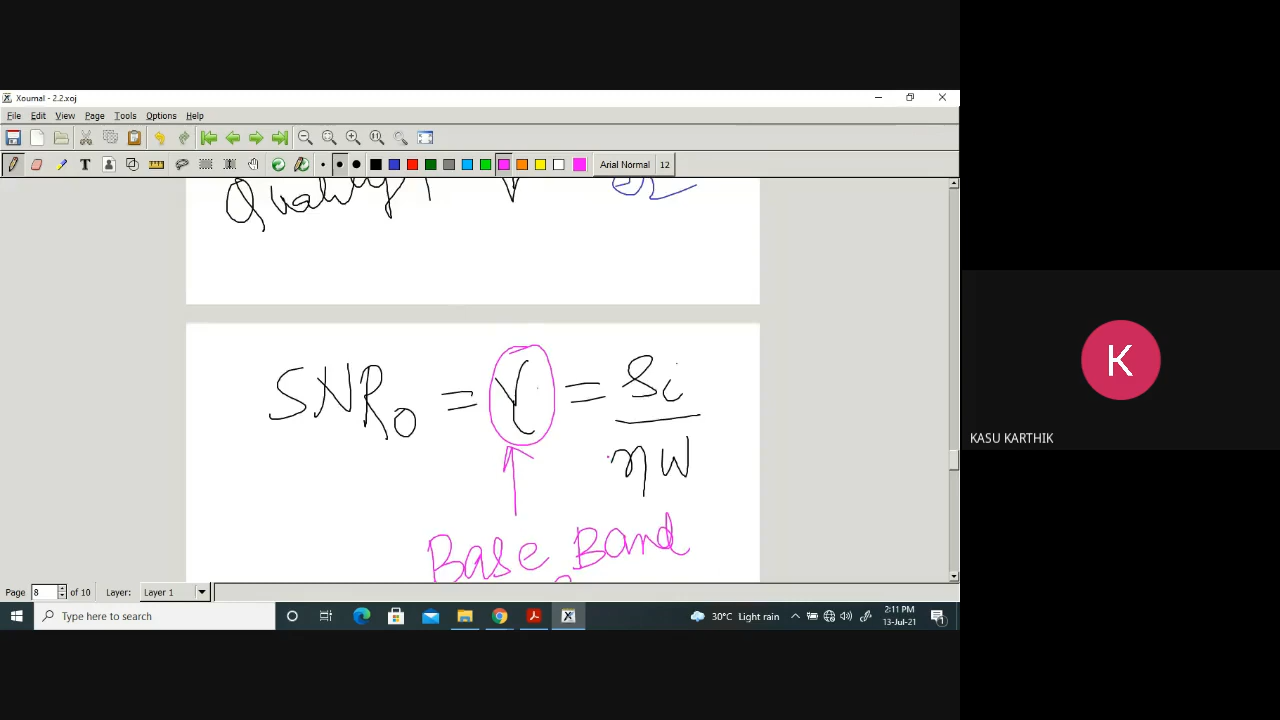 Xournal - 2.2.xoj
File Edit View Page Tools Options Help
T Arial Normal 12
Quality
SNR₀ = γ = Si
ηW
Base Band
K
KASU KARTHIK
Page 8 of 10 Layer: Layer 1
Type here to search
30°C Light rain
2:11 PM
13-Jul-21
1